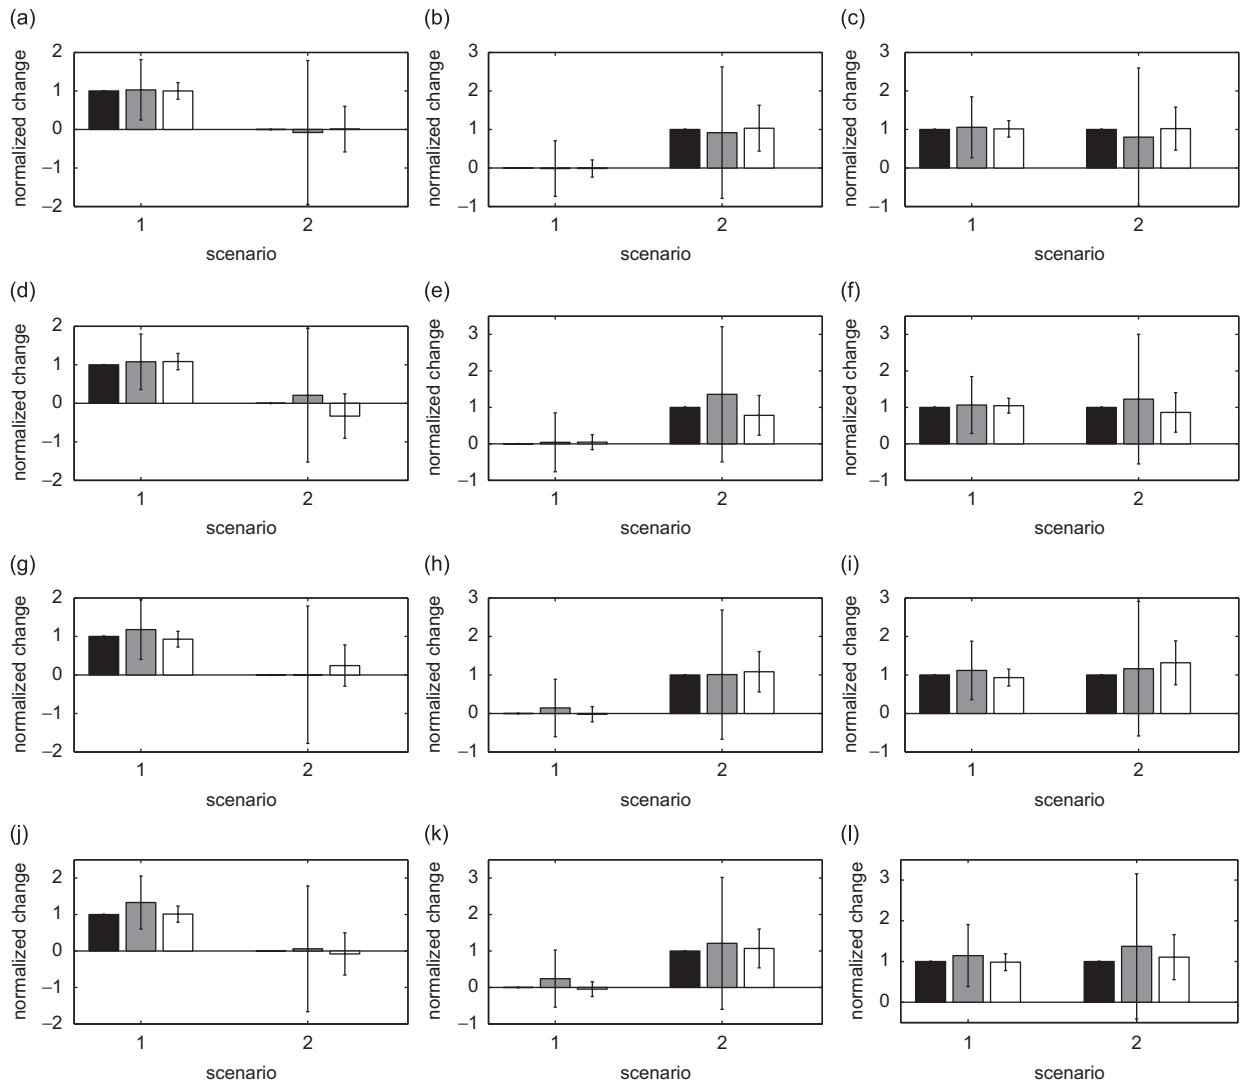 (a) (b) (c)
normalized change 2 1 0 –1 –2 normalized change 3 2 1 0 –1 normalized change 3 2 1 0 –1
1 2 1 2 1 2
scenario scenario scenario
(d) (e) (f)
normalized change 2 1 0 –1 –2 normalized change 3 2 1 0 –1 normalized change 3 2 1 0 –1
1 2 1 2 1 2
scenario scenario scenario
(g) (h) (i)
normalized change 2 1 0 –1 –2 normalized change 3 2 1 0 –1 normalized change 3 2 1 0 –1
1 2 1 2 1 2
scenario scenario scenario
(j) (k) (l)
normalized change 2 1 0 –1 –2 normalized change 3 2 1 0 –1 normalized change 3 2 1 0
1 2 1 2 1 2
scenario scenario scenario